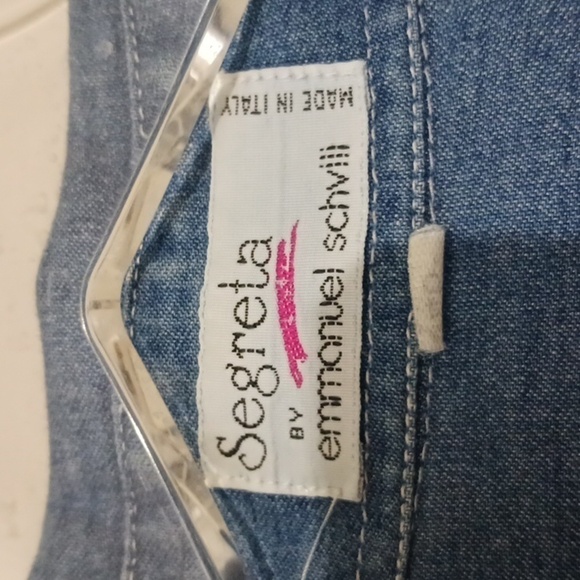 Segreta
BY
emmanuel schvili
MADE IN ITALY